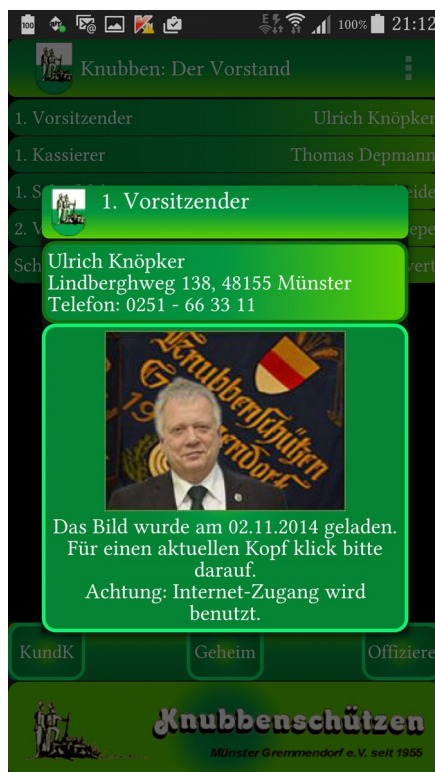 100% 21:12
Knubben: Der Vorstand
1. Vorsitzender Ulrich Knöpker
1. Kassierer Thomas Depmann
1. Vorsitzender
Ulrich Knöpker
Lindberghweg 138, 48155 Münster
Telefon: 0251 - 66 33 11
Knubbenschützen
Das Bild wurde am 02.11.2014 geladen.
Für einen aktuellen Kopf klick bitte
darauf.
Achtung: Internet-Zugang wird
benutzt.
KundK Geheim Offiziere
Knubbenschützen
Münster Gremmendorf e.V. seit 1955